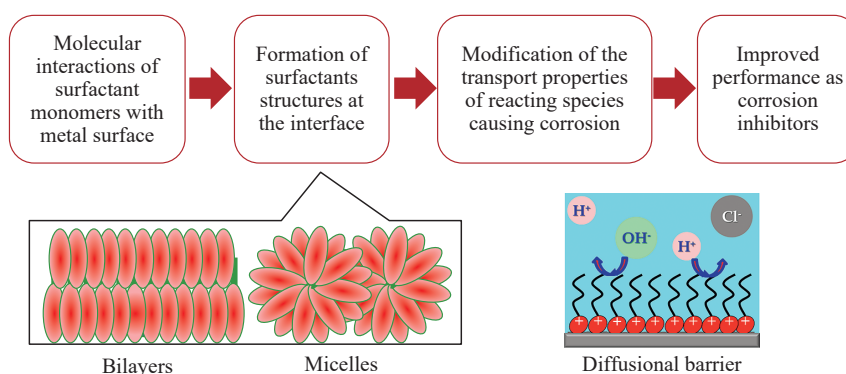 Molecular
interactions of
surfactant
monomers with
metal surface
Formation of
surfactants
structures at
the interface
Modification of the
transport properties
of reacting species
causing corrosion
Improved
performance as
corrosion
inhibitors
H⁺
Cl⁻
OH⁻
H⁺
+ + + + + + + + + +
Bilayers
Micelles
Diffusional barrier